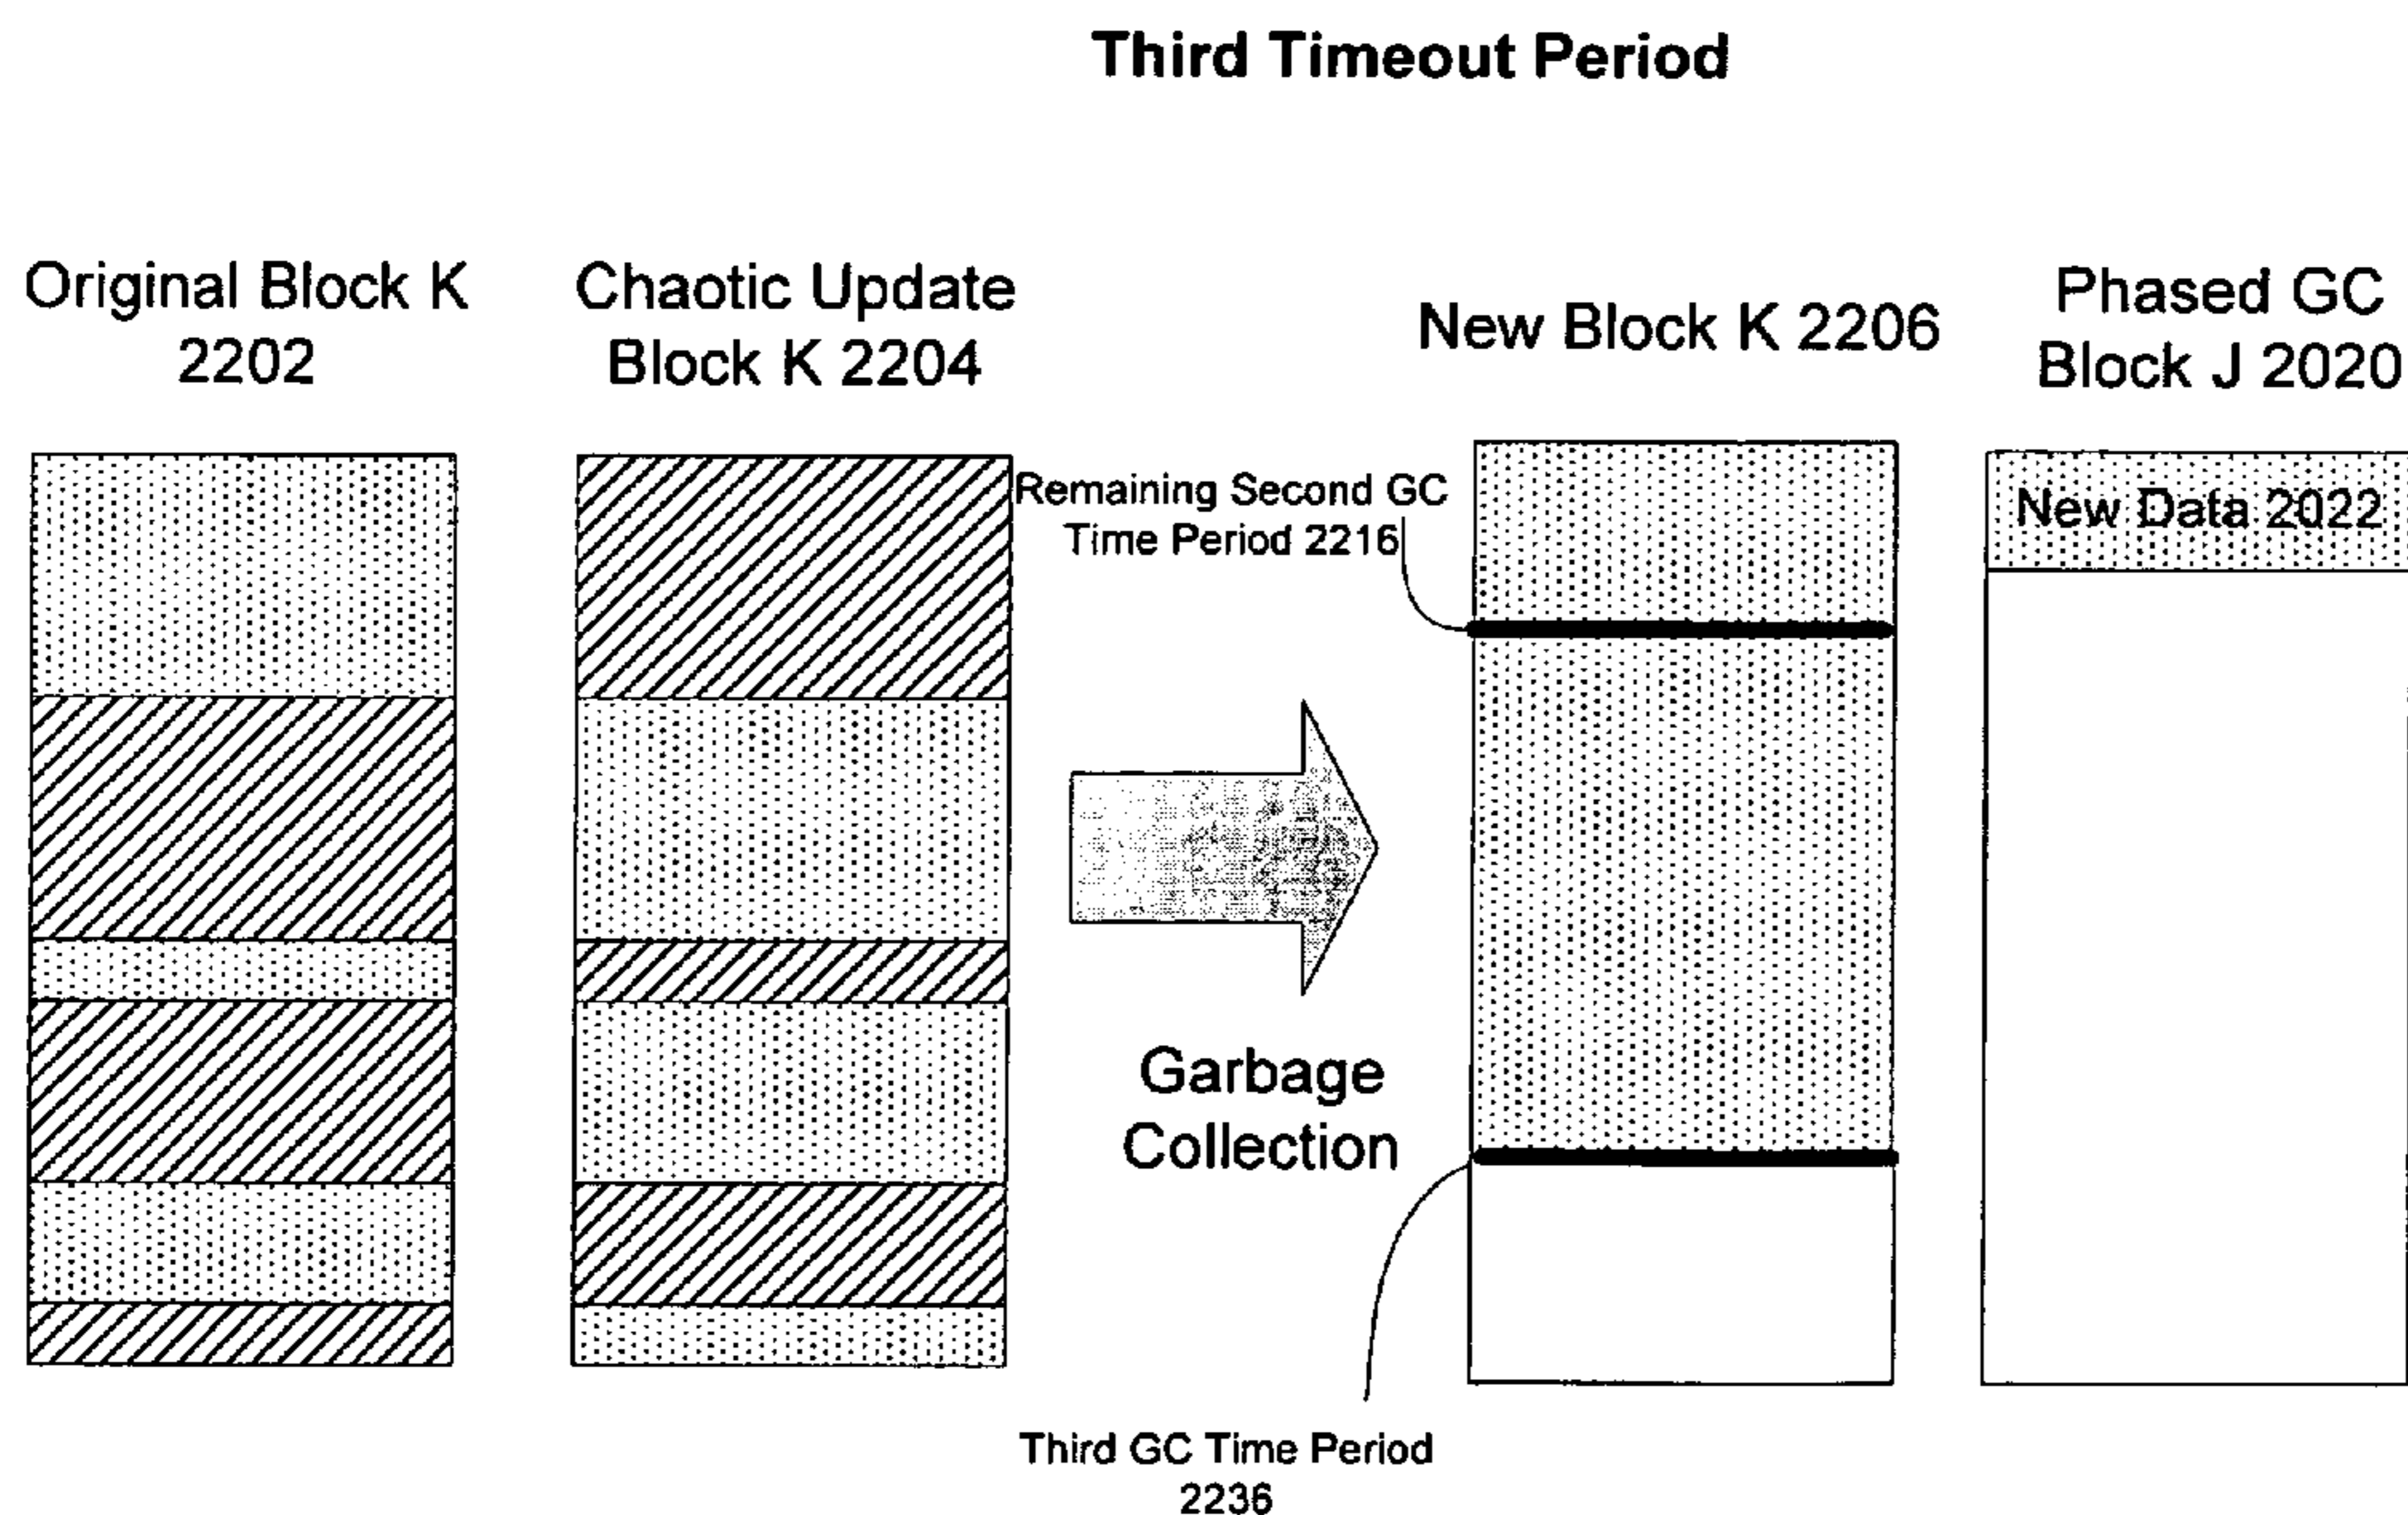 Third Timeout Period
Original Block K
2202
Chaotic Update
Block K 2204
New Block K 2206
Phased GC
Block J 2020
Remaining Second GC
Time Period 2216
New Data 2022
Garbage
Collection
Third GC Time Period
2236